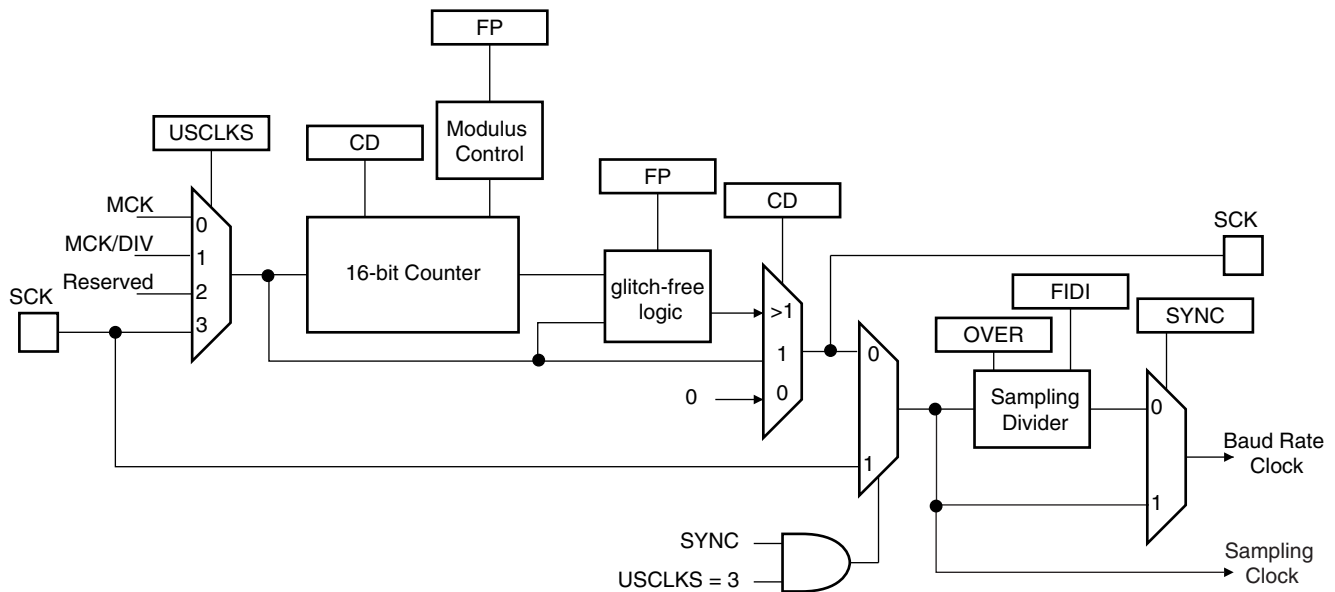 FP
USCLKS
CD
Modulus
Control
FP
CD
MCK
0
MCK/DIV
1
Reserved
2
SCK
3
16-bit Counter
glitch-free
logic
>1
1
0
0
SCK
FIDI
OVER
SYNC
0
1
Sampling
Divider
0
1
Baud Rate
Clock
SYNC
USCLKS = 3
Sampling
Clock